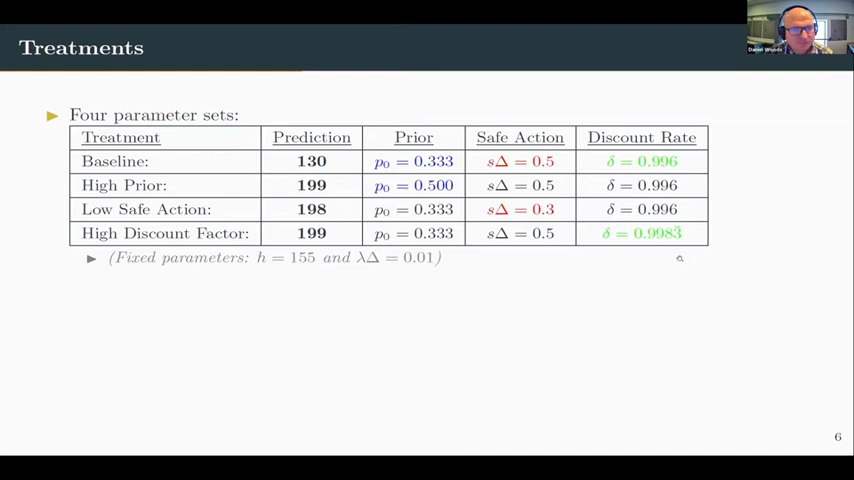 Treatments
Daniel Woods
Four parameter sets:
Treatment Prediction Prior Safe Action Discount Rate
Baseline: 130 p₀ = 0.333 sΔ = 0.5 δ = 0.996
High Prior: 199 p₀ = 0.500 sΔ = 0.5 δ = 0.996
Low Safe Action: 198 p₀ = 0.333 sΔ = 0.3 δ = 0.996
High Discount Factor: 199 p₀ = 0.333 sΔ = 0.5 δ = 0.9983̄
(Fixed parameters: h = 155 and λΔ = 0.01)
6